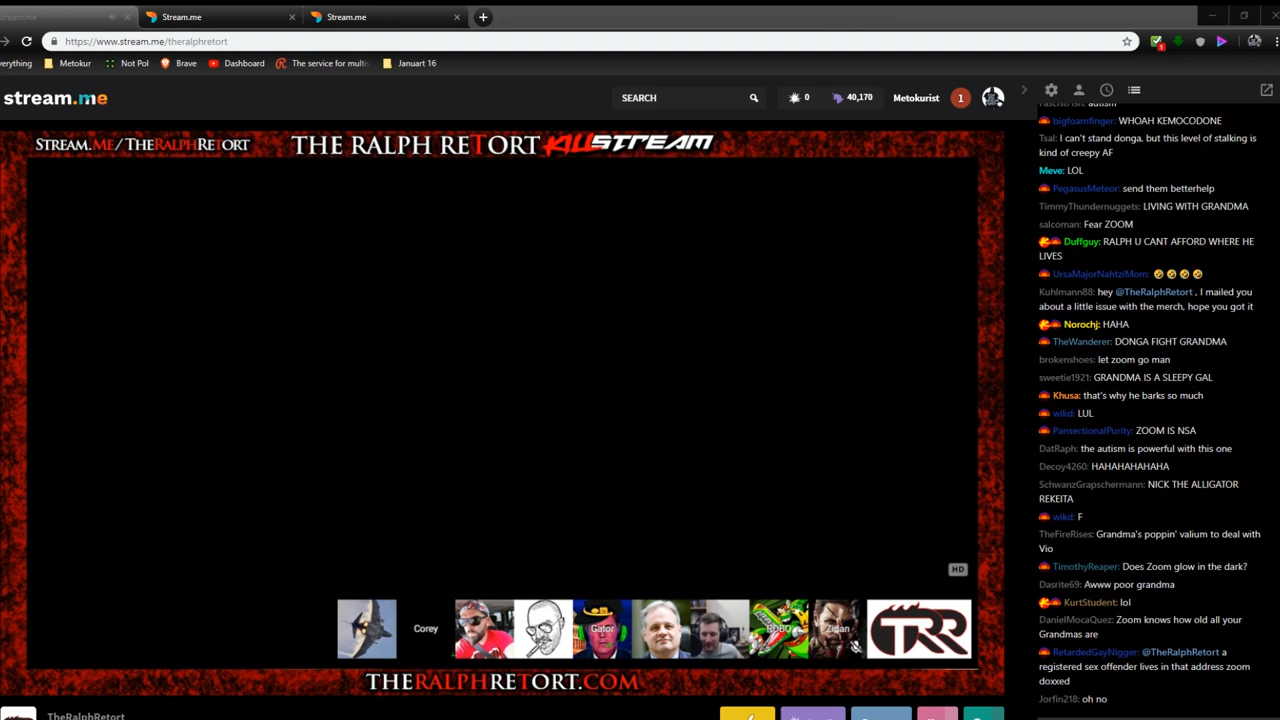 Stream.me
Stream.me
Stream.me
https://www.stream.me/theralphretort
1
erything
Metokur
Not Pol
Brave
Dashboard
The service for multis
Januart 16
stream.me
SEARCH
0
40,170
Metokurist
1
STREAM.ME/THERALPHRETORT
THE RALPH RETORT KILLSTREAM
HD
Corey
Gator
ROBO
Zidan
TRR
THERALPHRETORT.COM
TheRalphRetort
autism
bigfoamfinger: WHOAH KEMOCODONE
Tsal: I can't stand donga, but this level of stalking is
kind of creepy AF
Meve: LOL
PegasusMeteor: send them betterhelp
TimmyThundernuggets: LIVING WITH GRANDMA
salcoman: Fear ZOOM
Duffguy: RALPH U CANT AFFORD WHERE HE
LIVES
UrsaMajorNahtziMom: 🤣 🤣 🤣 🤣
Kuhlmann88: hey @TheRalphRetort , I mailed you
about a little issue with the merch, hope you got it
Norochj: HAHA
TheWanderer: DONGA FIGHT GRANDMA
brokenshoes: let zoom go man
sweetie1921: GRANDMA IS A SLEEPY GAL
Khusa: that's why he barks so much
wikd: LUL
PansectionalPurity: ZOOM IS NSA
DatRaph: the autism is powerful with this one
Decoy4260: HAHAHAHAHAHA
SchwanzGrapschermann: NICK THE ALLIGATOR
REKEITA
wikd: F
TheFireRises: Grandma's poppin' valium to deal with
Vio
TimothyReaper: Does Zoom glow in the dark?
Dasrite69: Awww poor grandma
KurtStudent: lol
DanielMocaQuez: Zoom knows how old all your
Grandmas are
RetardedGayNigger: @TheRalphRetort a
registered sex offender lives in that address zoom
doxxed
Jorfin218: oh no